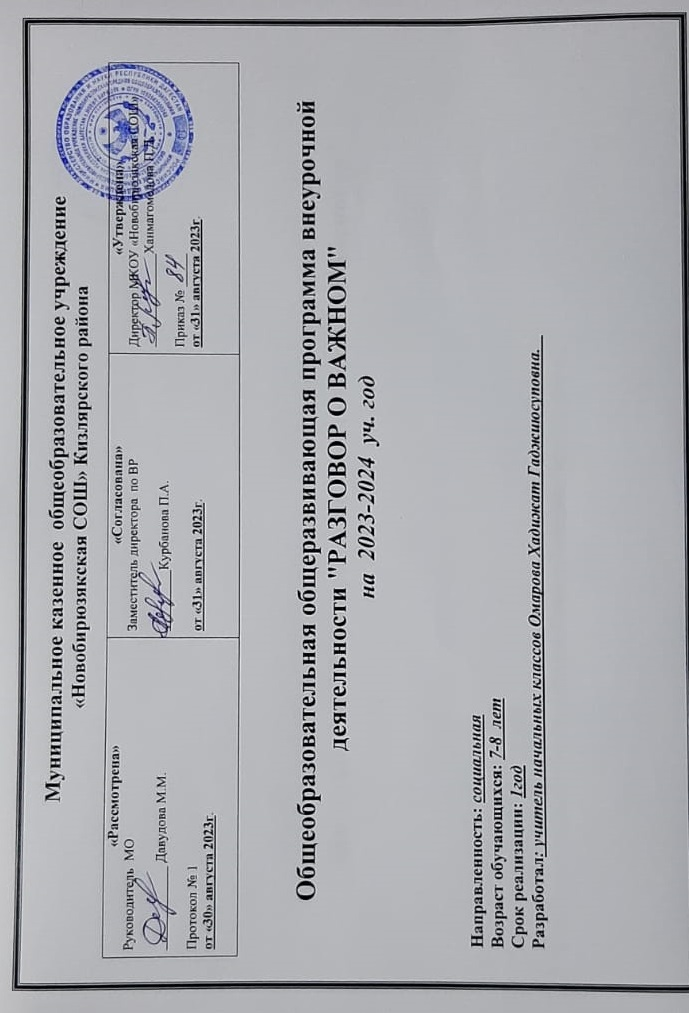 Муниципальное казенное общеобразовательное учреждение
«Новобирюзякская СОШ» Кизлярского района
«Рассмотрена»
Руководитель МО
Давудова М.М.
Протокол № 1
от «30» августа 2023г.
«Согласована»
Заместитель директора по ВР
Курбанова П.А.
от «31» августа 2023г.
«Утверждена»
Директор МКОУ «Новобирюзякская СОШ»
Ханмагомедова П.Д.
Приказ № 84
от «31» августа 2023г.
Общеобразовательная общеразвивающая программа внеурочной
деятельности "РАЗГОВОР О ВАЖНОМ"
на 2023-2024 уч. год
Направленность: социальная
Возраст обучающихся: 7-8 лет
Срок реализации: 1год
Разработал: учитель начальных классов Омарова Хадижат Гаджиюсуповна.